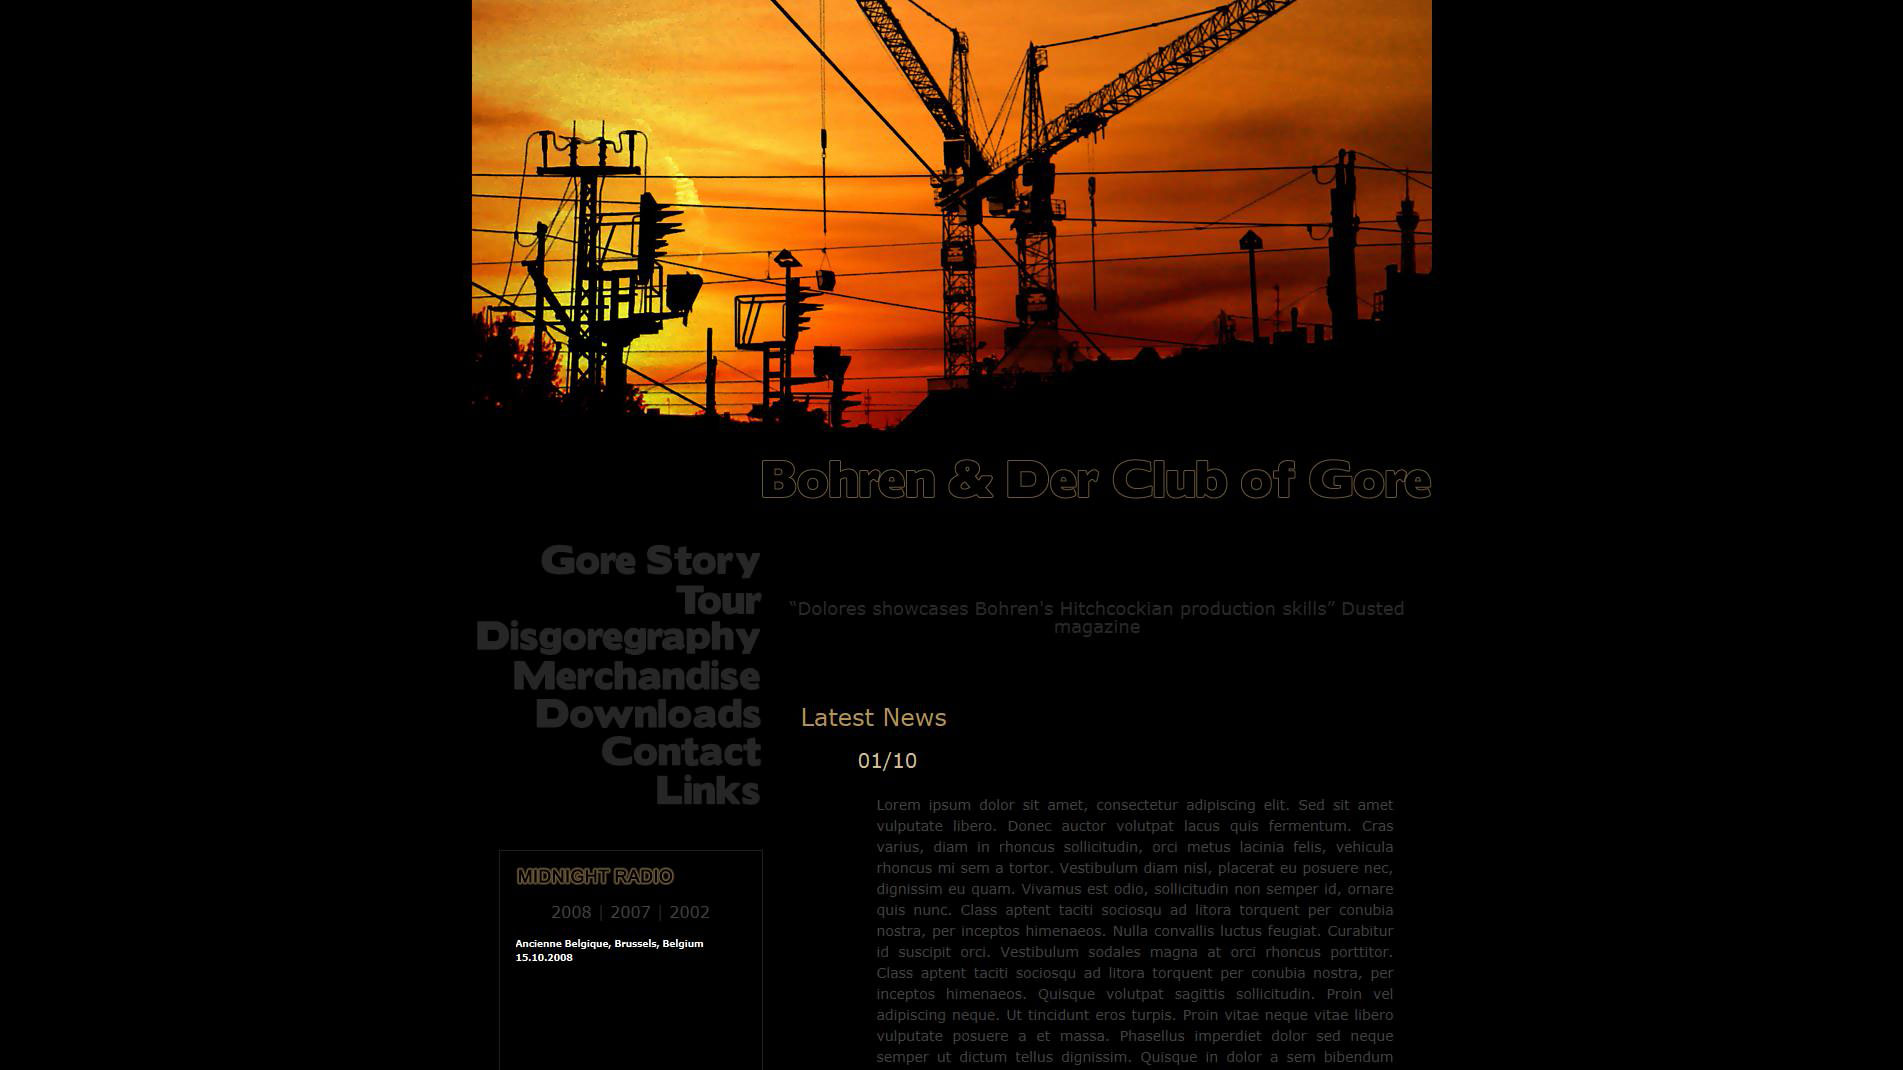 Bohren & Der Club of Gore
Gore Story
Tour
Disgoregraphy
Merchandise
Downloads
Contact
Links
MIDNIGHT RADIO
2008 | 2007 | 2002
Ancienne Belgique, Brussels, Belgium
15.10.2008
“Dolores showcases Bohren's Hitchcockian production skills” Dusted
magazine
Latest News
01/10
Lorem ipsum dolor sit amet, consectetur adipiscing elit. Sed sit amet
vulputate libero. Donec auctor volutpat lacus quis fermentum. Cras
varius, diam in rhoncus sollicitudin, orci metus lacinia felis, vehicula
rhoncus mi sem a tortor. Vestibulum diam nisl, placerat eu posuere nec,
dignissim eu quam. Vivamus est odio, sollicitudin non semper id, ornare
quis nunc. Class aptent taciti sociosqu ad litora torquent per conubia
nostra, per inceptos himenaeos. Nulla convallis luctus feugiat. Curabitur
id suscipit orci. Vestibulum sodales magna at orci rhoncus porttitor.
Class aptent taciti sociosqu ad litora torquent per conubia nostra, per
inceptos himenaeos. Quisque volutpat sagittis sollicitudin. Proin vel
adipiscing neque. Ut tincidunt eros turpis. Proin vitae neque vitae libero
vulputate posuere a et massa. Phasellus imperdiet dolor sed neque
semper ut dictum tellus dignissim. Quisque in dolor a sem bibendum